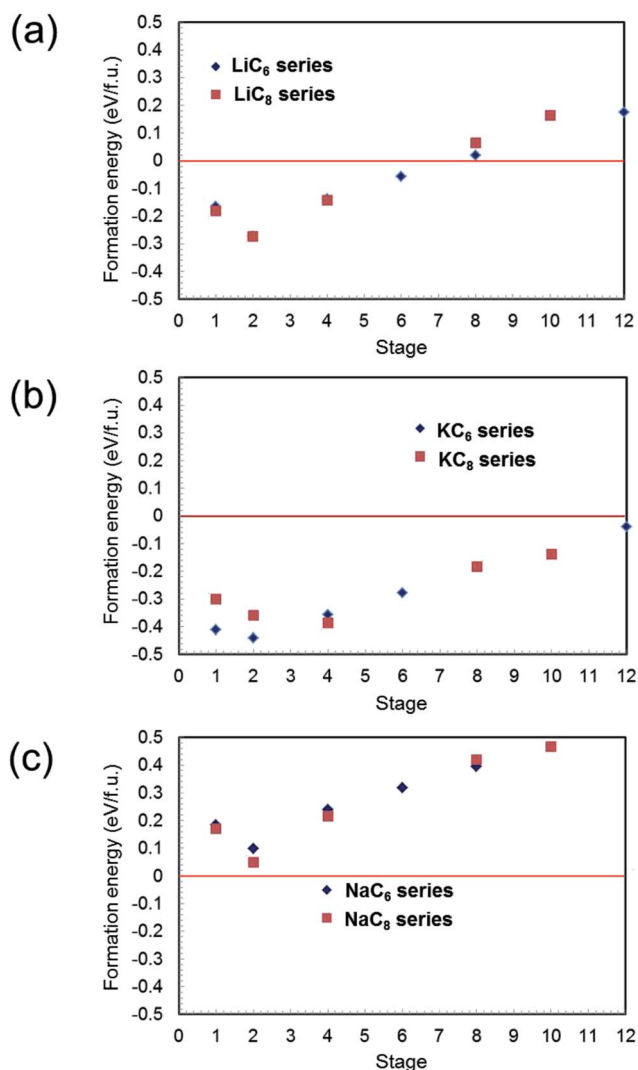 (a)
Formation energy (eV/f.u.)
0.5
0.4
0.3
0.2
0.1
0
-0.1
-0.2
-0.3
-0.4
-0.5
LiC₆ series
LiC₈ series
0 1 2 3 4 5 6 7 8 9 10 11 12
Stage
(b)
Formation energy (eV/f.u.)
0.5
0.4
0.3
0.2
0.1
0
-0.1
-0.2
-0.3
-0.4
-0.5
KC₆ series
KC₈ series
0 1 2 3 4 5 6 7 8 9 10 11 12
Stage
(c)
Formation energy (eV/f.u.)
0.5
0.4
0.3
0.2
0.1
0
-0.1
-0.2
-0.3
-0.4
-0.5
NaC₆ series
NaC₈ series
0 1 2 3 4 5 6 7 8 9 10 11 12
Stage